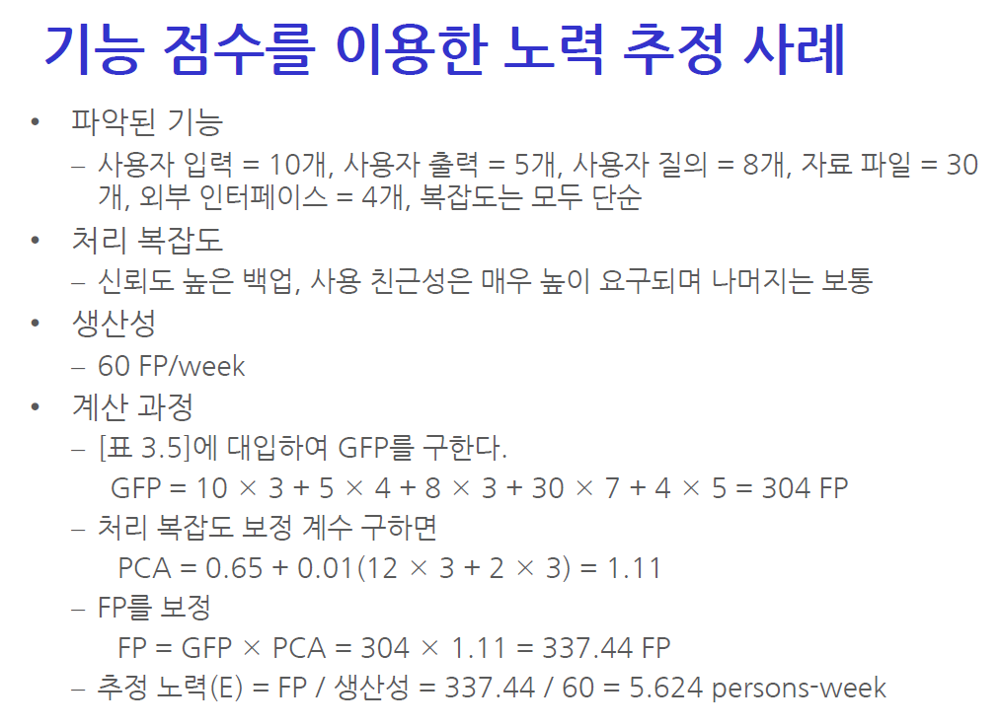 기능 점수를 이용한 노력 추정 사례
• 파악된 기능
– 사용자 입력 = 10개, 사용자 출력 = 5개, 사용자 질의 = 8개, 자료 파일 = 30
개, 외부 인터페이스 = 4개, 복잡도는 모두 단순
• 처리 복잡도
– 신뢰도 높은 백업, 사용 친근성은 매우 높이 요구되며 나머지는 보통
• 생산성
– 60 FP/week
• 계산 과정
– [표 3.5]에 대입하여 GFP를 구한다.
GFP = 10 × 3 + 5 × 4 + 8 × 3 + 30 × 7 + 4 × 5 = 304 FP
– 처리 복잡도 보정 계수 구하면
PCA = 0.65 + 0.01(12 × 3 + 2 × 3) = 1.11
– FP를 보정
FP = GFP × PCA = 304 × 1.11 = 337.44 FP
– 추정 노력(E) = FP / 생산성 = 337.44 / 60 = 5.624 persons-week